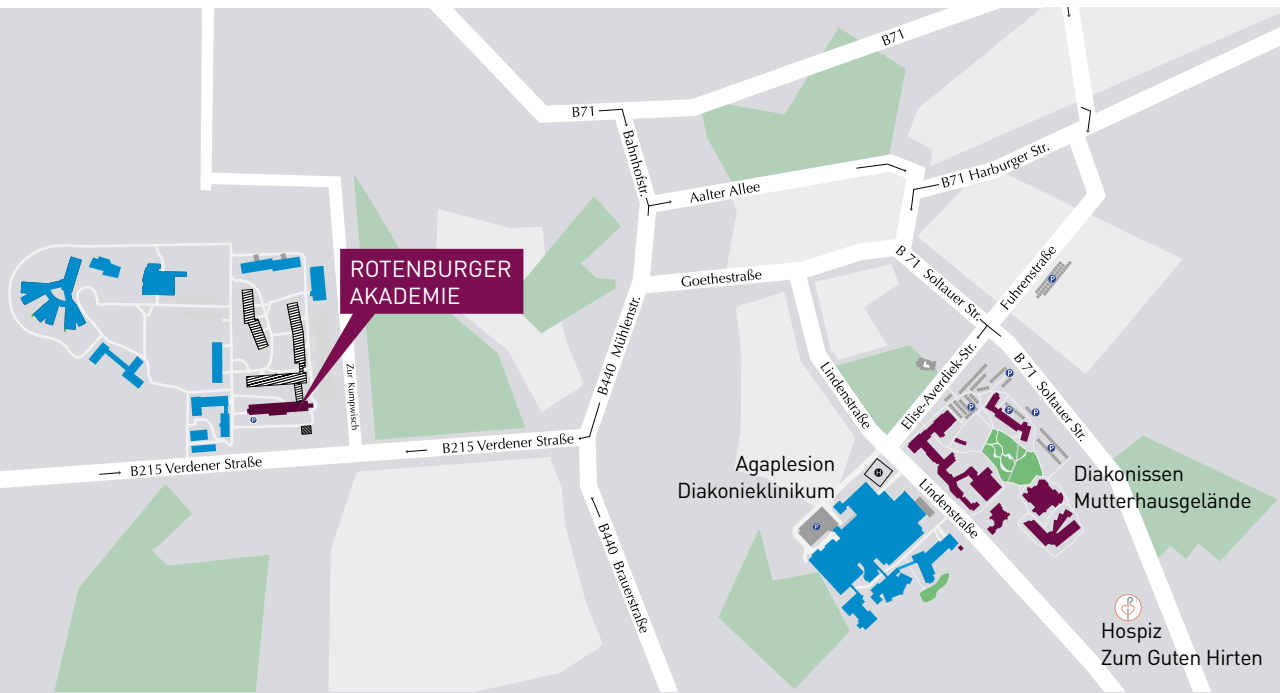 B71
B71
Bahnhofstr.
Aalter Allee
B71 Harburger Str.
ROTENBURGER
AKADEMIE
Goethestraße
B 71 Soltauer Str.
Fuhrenstraße
P
B440 Mühlenstr.
Zur Kumpwisch
Lindenstraße
Elise-Averdiek-Str.
B 71 Soltauer Str.
P
P
P
P
P
P
B215 Verdener Straße
B215 Verdener Straße
Agaplesion
Diakonieklinikum
H
Lindenstraße
Diakonissen
Mutterhausgelände
P
B440 Brauerstraße
Hospiz
Zum Guten Hirten